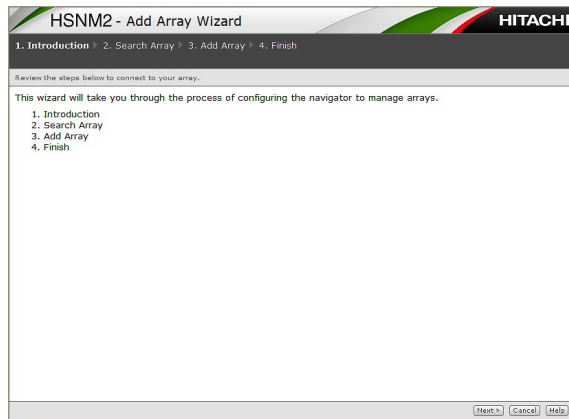 HSNM2 - Add Array Wizard
HITACHI
1. Introduction 2. Search Array 3. Add Array 4. Finish
Review the steps below to connect to your array.
This wizard will take you through the process of configuring the navigator to manage arrays.
1. Introduction
2. Search Array
3. Add Array
4. Finish
Next > Cancel Help